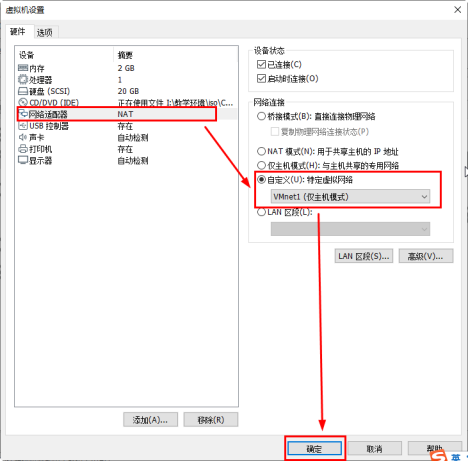 虚拟机设置
硬件 选项
设备 摘要
内存 2 GB
处理器 1
硬盘 (SCSI) 20 GB
CD/DVD (IDE) 正在使用文件 I:\教学环境\iso\C...
网络适配器 NAT
USB 控制器 存在
声卡 自动检测
打印机 存在
显示器 自动检测
添加(A)... 移除(R)
设备状态
已连接(C)
启动时连接(O)
网络连接
桥接模式(B): 直接连接物理网络
复制物理网络连接状态(P)
NAT 模式(N): 用于共享主机的 IP 地址
仅主机模式(H): 与主机共享的专用网络
自定义(U): 特定虚拟网络
VMnet1 (仅主机模式)
LAN 区段(L):
LAN 区段(S)... 高级(V)...
确定 取消 帮助
英